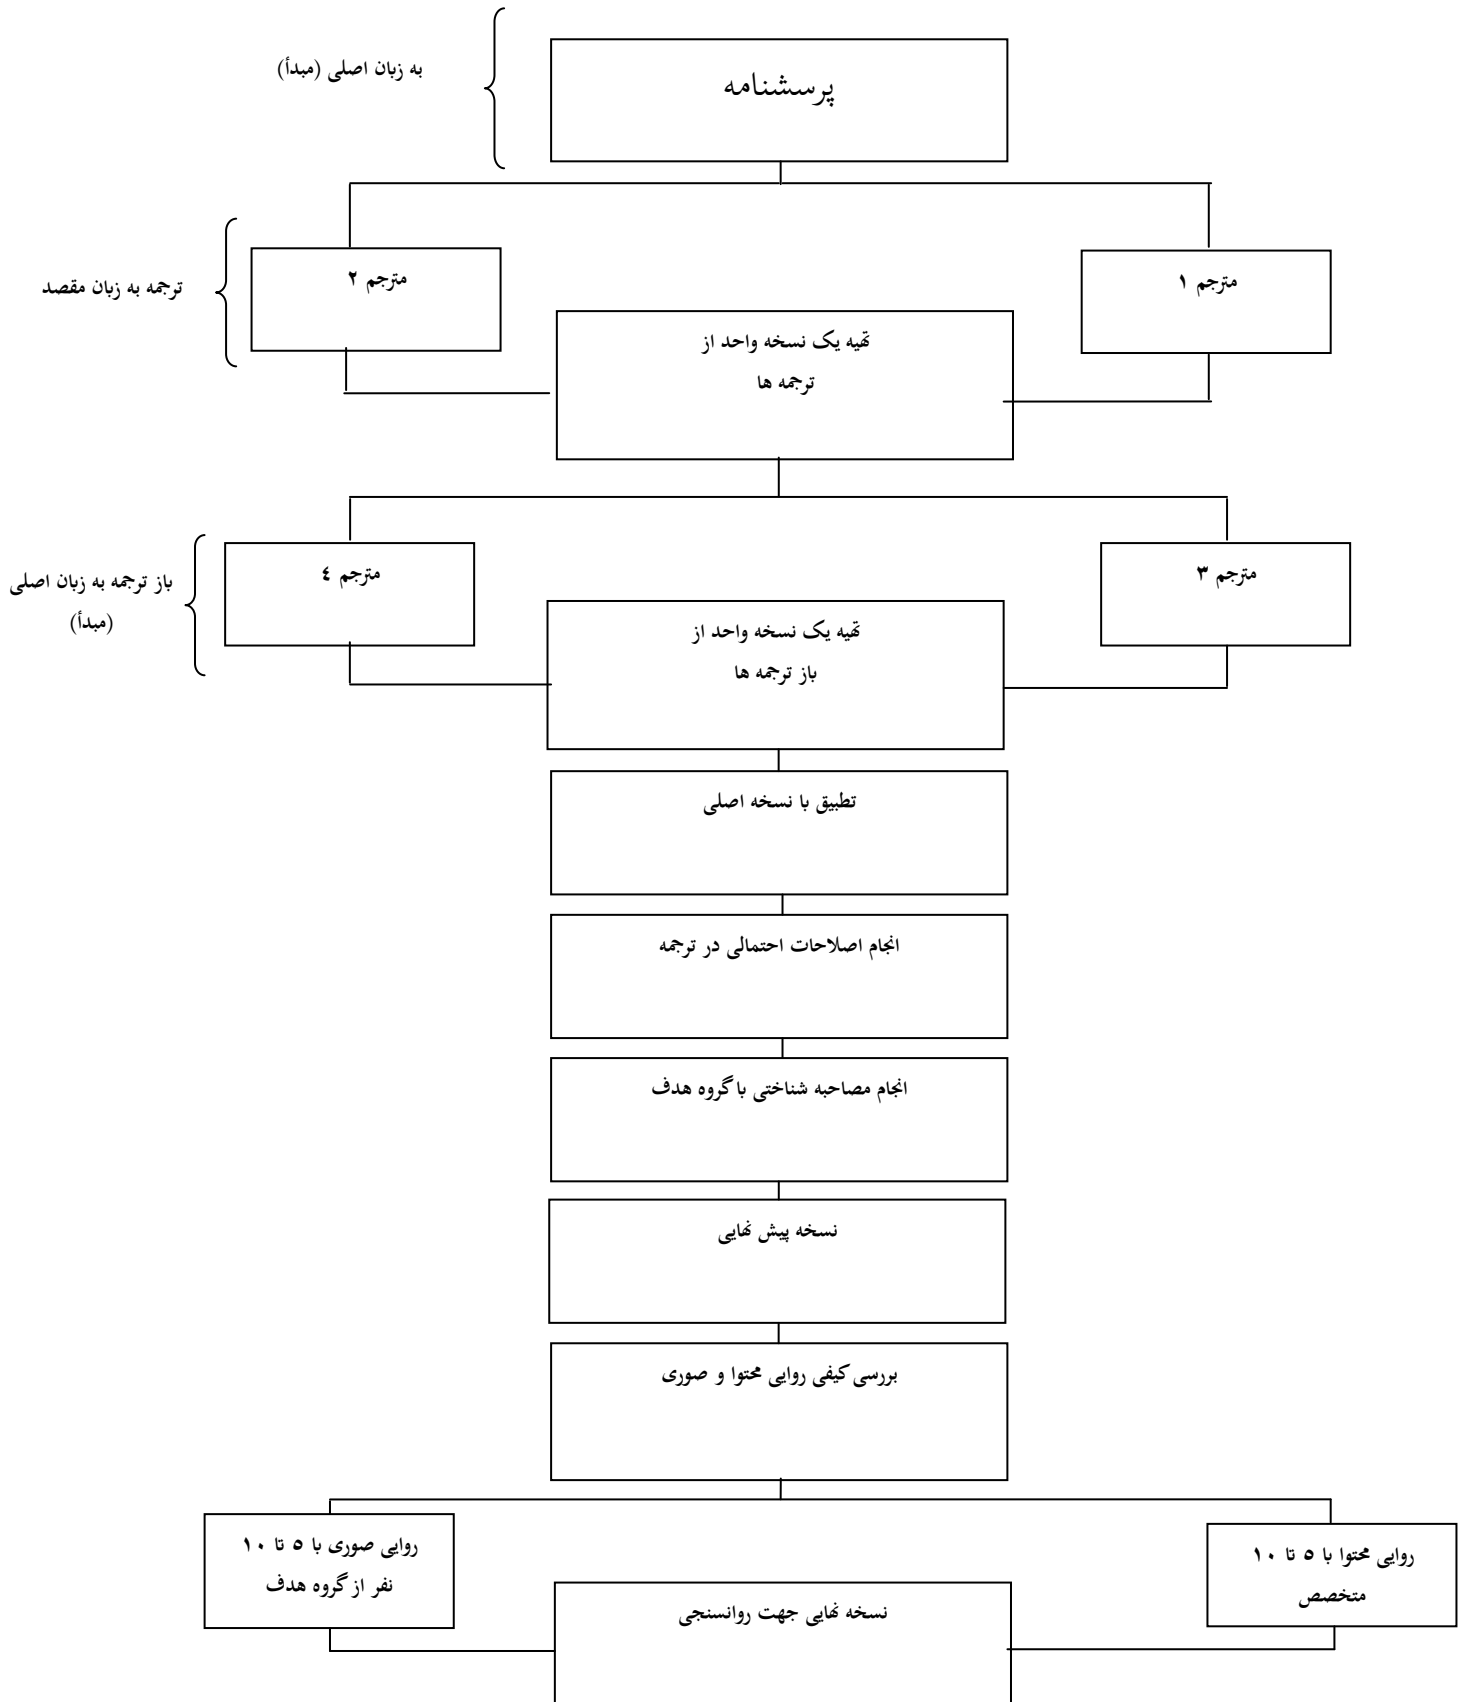 به زبان اصلی (مبدأ)
پرسشنامه
مترجم ۱
مترجم ۲
ترجمه به زبان مقصد
تهیه یک نسخه واحد از
ترجمه ها
مترجم ۳
مترجم ٤
باز ترجمه به زبان اصلی
(مبدأ)
تهیه یک نسخه واحد از
باز ترجمه ها
تطبیق با نسخه اصلی
انجام اصلاحات احتمالی در ترجمه
انجام مصاحبه شناختی با گروه هدف
نسخه پیش نهایی
بررسی کیفی روایی محتوا و صوری
روایی محتوا با ٥ تا ۱۰
متخصص
روایی صوری با ٥ تا ۱۰
نفر از گروه هدف
نسخه نهایی جهت روانسنجی